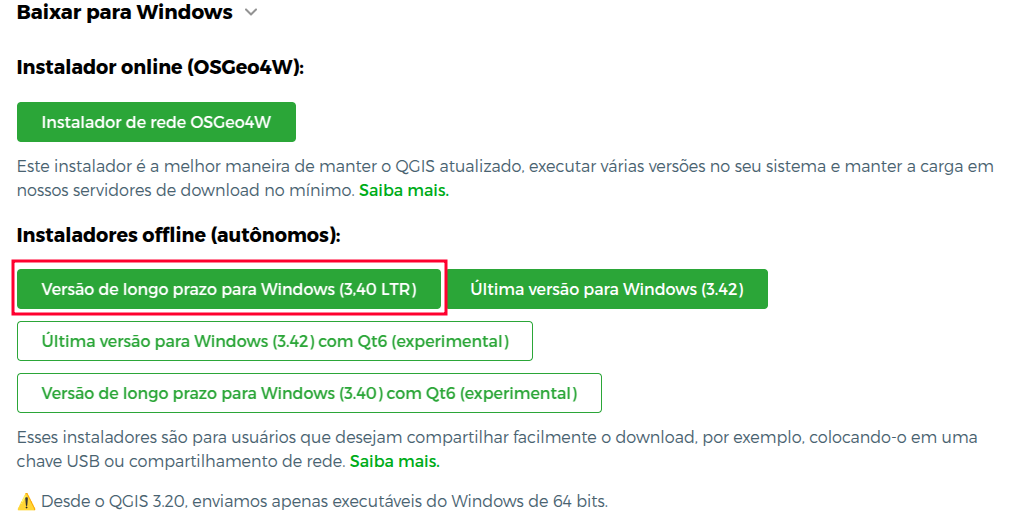 Baixar para Windows
Instalador online (OSGeo4W):
Instalador de rede OSGeo4W
Este instalador é a melhor maneira de manter o QGIS atualizado, executar várias versões no seu sistema e manter a carga em
nossos servidores de download no mínimo. Saiba mais.
Instaladores offline (autônomos):
Versão de longo prazo para Windows (3,40 LTR)
Última versão para Windows (3.42)
Última versão para Windows (3.42) com Qt6 (experimental)
Versão de longo prazo para Windows (3.40) com Qt6 (experimental)
Esses instaladores são para usuários que desejam compartilhar facilmente o download, por exemplo, colocando-o em uma
chave USB ou compartilhamento de rede. Saiba mais.
⚠️ Desde o QGIS 3.20, enviamos apenas executáveis do Windows de 64 bits.